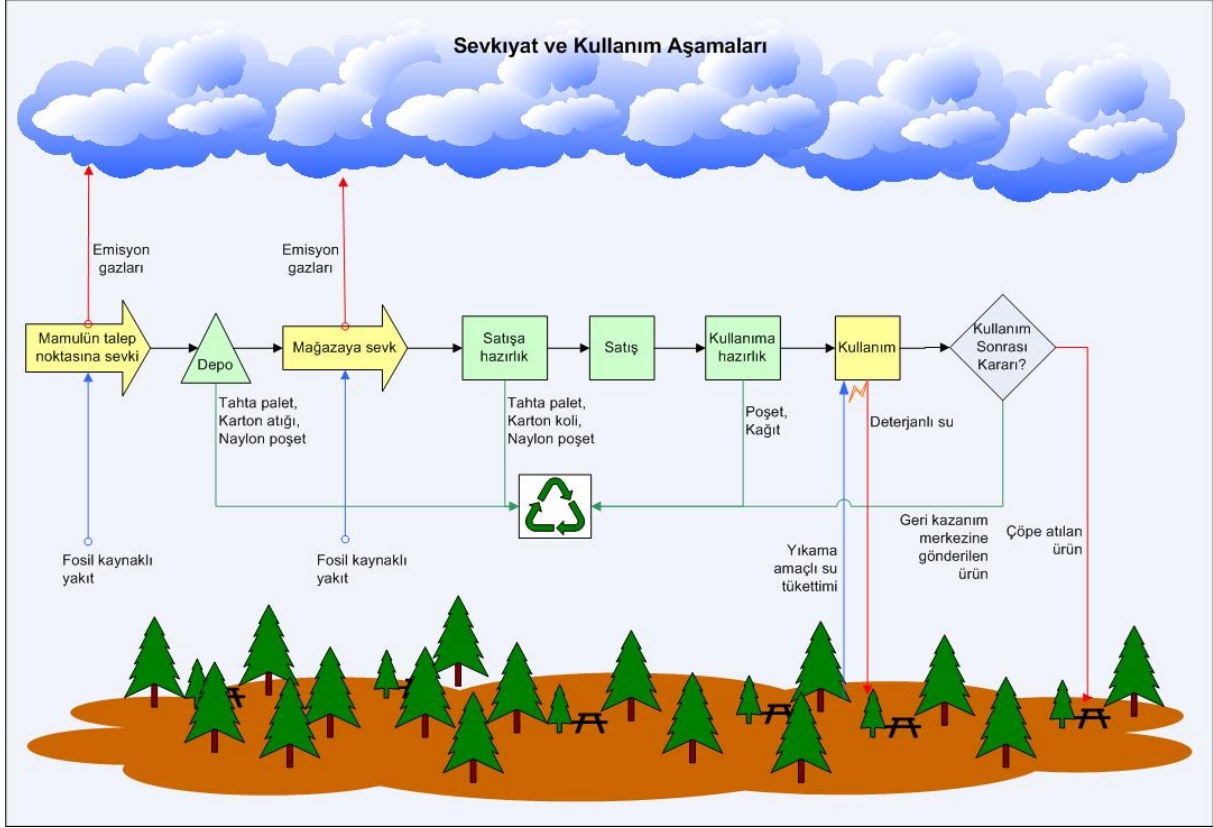 Sevkıyat ve Kullanım Aşamaları
Emisyon
gazları
Emisyon
gazları
Mamulün talep
noktasına sevki
Depo
Mağazaya sevk
Satışa
hazırlık
Satış
Kullanıma
hazırlık
Kullanım
Kullanım
Sonrası
Kararı?
Tahta palet,
Karton atığı,
Naylon poşet
Tahta palet,
Karton koli,
Naylon poşet
Poşet,
Kağıt
Deterjanlı su
Fosil kaynaklı
yakıt
Fosil kaynaklı
yakıt
Yıkama
amaçlı su
tükettimi
Geri kazanım
merkezine
gönderilen
ürün
Çöpe atılan
ürün